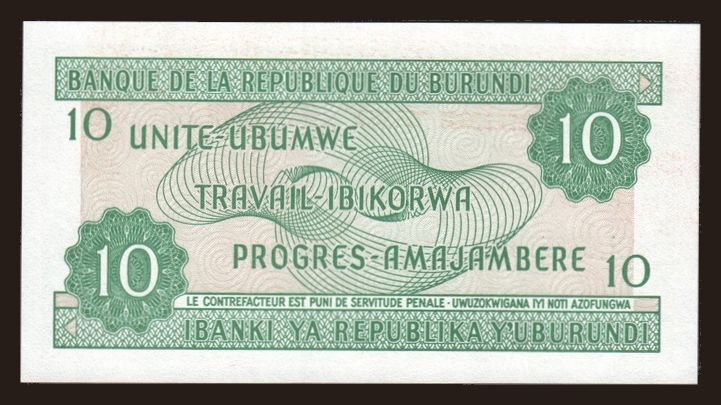 BANQUE DE LA REPUBLIQUE DU BURUNDI
10 UNITE-UBUMWE 10
TRAVAIL-IBIKORWA
10 PROGRES-AMAJAMBERE 10
LE CONTREFACTEUR EST PUNI DE SERVITUDE PENALE · UWUZOKWIGANA IYI NOTI AZOFUNGWA
IBANKI YA REPUBLIKA Y'UBURUNDI